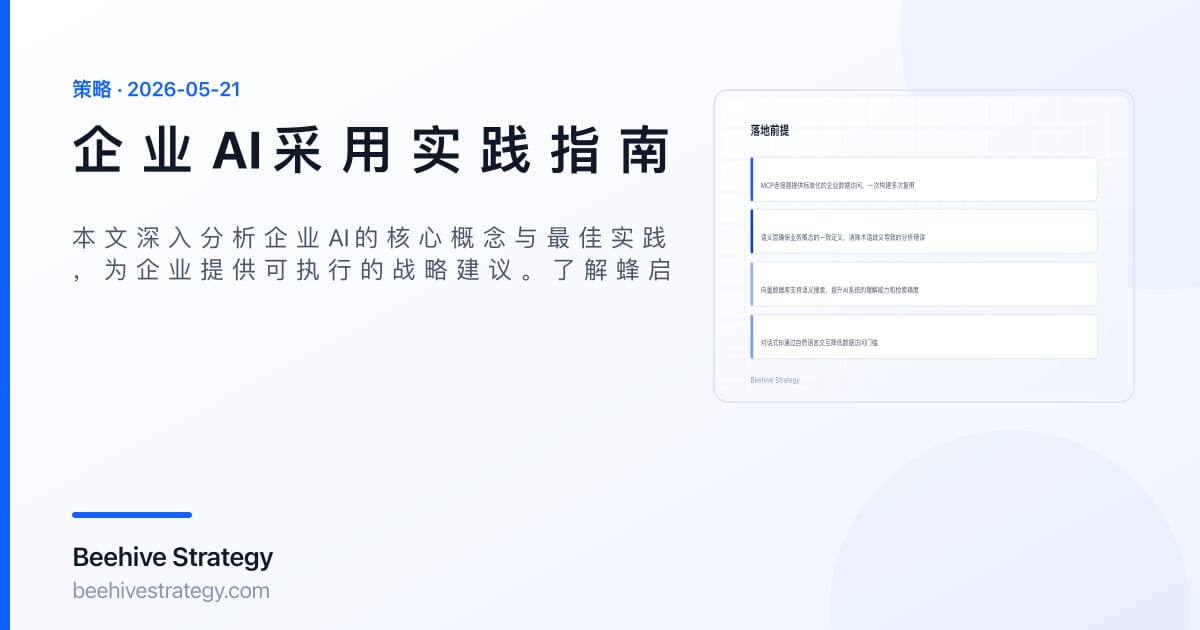 策略 · 2026-05-21
企业AI采用实践指南
本文深入分析企业AI的核心概念与最佳实践
，为企业提供可执行的战略建议。了解蜂启
落地前提
MCP连接器提供标准化的企业数据访问，一次构建多次复用
语义层确保业务概念的一致定义，消除术语歧义导致的分析错误
向量数据库支持语义搜索，提升AI系统的理解能力和检索精度
对话式BI通过自然语言交互降低数据访问门槛
Beehive Strategy
Beehive Strategy
beehivestrategy.com